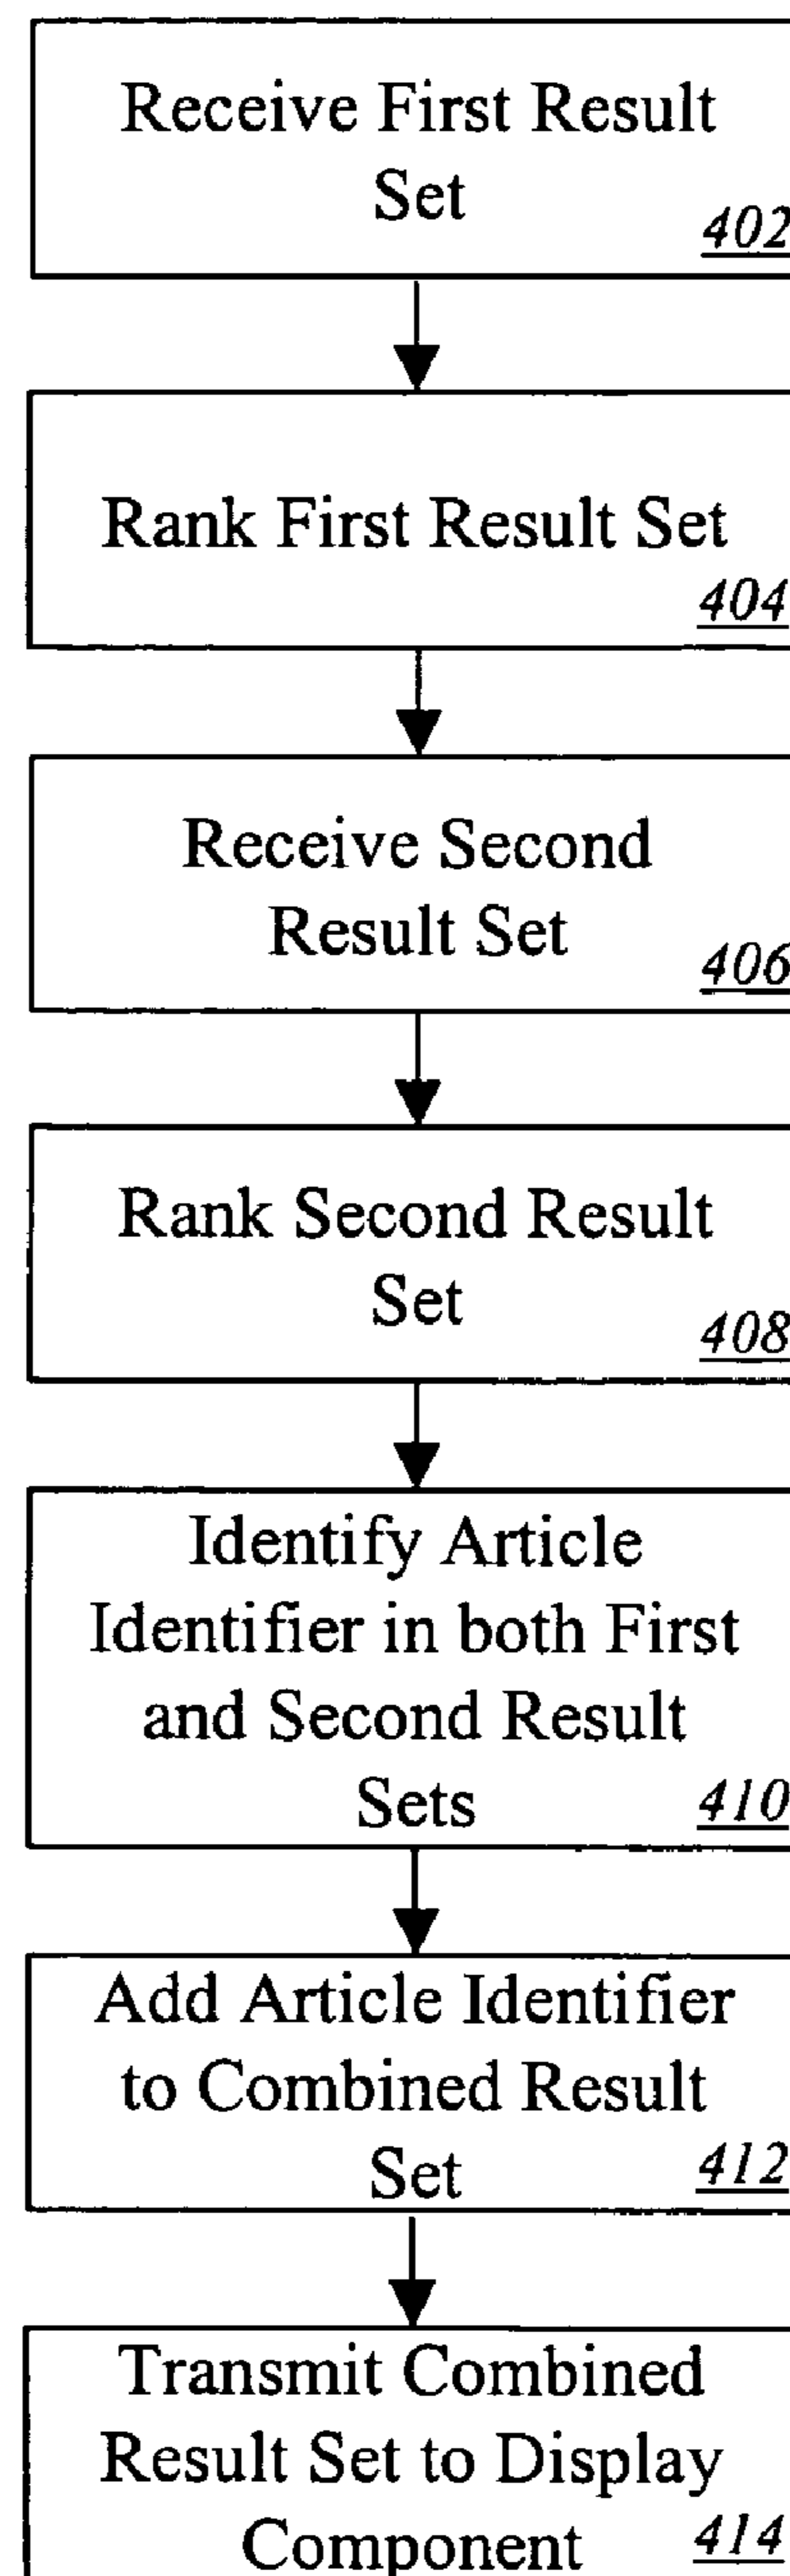 Receive First Result
Set
402
Rank First Result Set
404
Receive Second
Result Set
406
Rank Second Result
Set
408
Identify Article
Identifier in both First
and Second Result
Sets
410
Add Article Identifier
to Combined Result
Set
412
Transmit Combined
Result Set to Display
Component
414